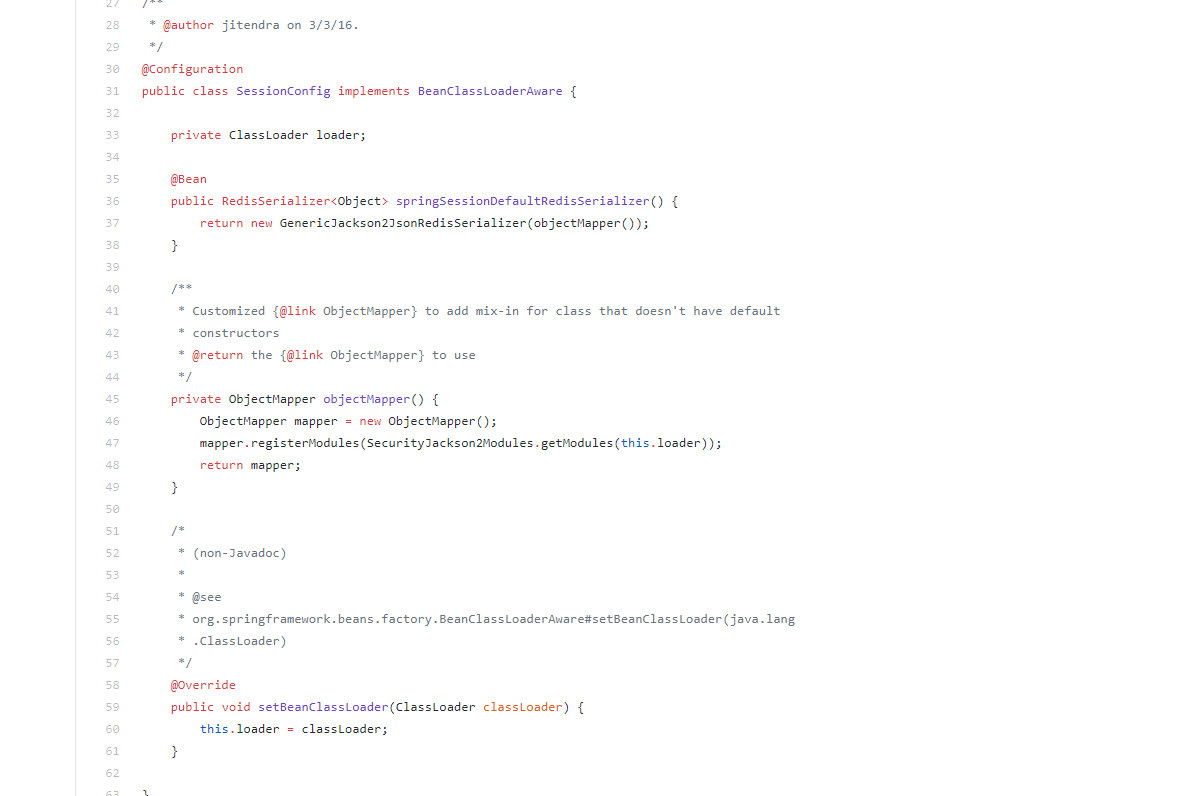 27 /**
28  * @author jitendra on 3/3/16.
29  */
30 @Configuration
31 public class SessionConfig implements BeanClassLoaderAware {
32
33     private ClassLoader loader;
34
35     @Bean
36     public RedisSerializer<Object> springSessionDefaultRedisSerializer() {
37         return new GenericJackson2JsonRedisSerializer(objectMapper());
38     }
39
40     /**
41      * Customized {@link ObjectMapper} to add mix-in for class that doesn't have default
42      * constructors
43      * @return the {@link ObjectMapper} to use
44      */
45     private ObjectMapper objectMapper() {
46         ObjectMapper mapper = new ObjectMapper();
47         mapper.registerModules(SecurityJackson2Modules.getModules(this.loader));
48         return mapper;
49     }
50
51     /*
52      * (non-Javadoc)
53      *
54      * @see
55      * org.springframework.beans.factory.BeanClassLoaderAware#setBeanClassLoader(java.lang
56      * .ClassLoader)
57      */
58     @Override
59     public void setBeanClassLoader(ClassLoader classLoader) {
60         this.loader = classLoader;
61     }
62
63 }